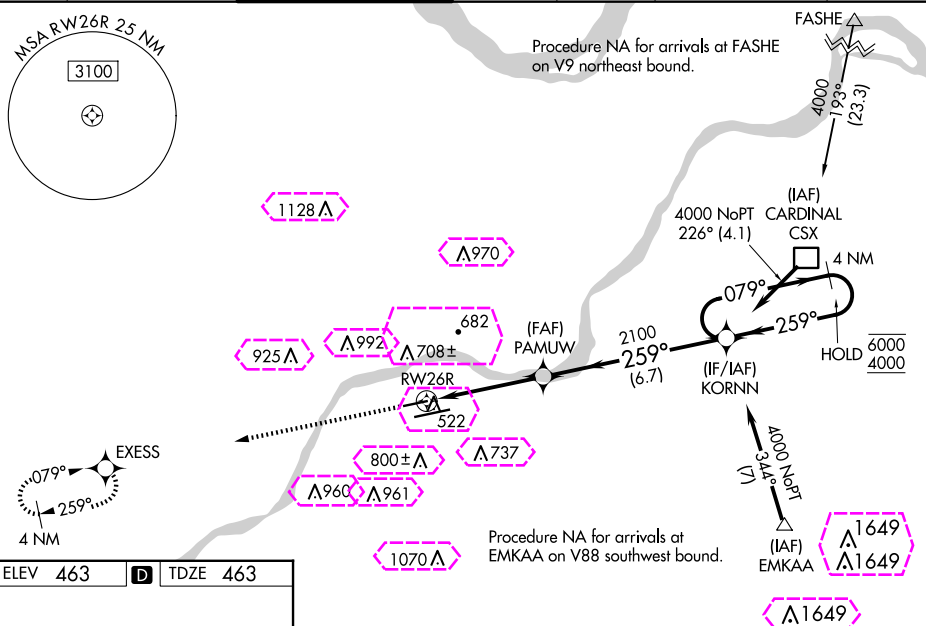 MSA RW26R 25 NM
3100
Procedure NA for arrivals at FASHE
on V9 northeast bound.
FASHE
4000
193°
(23.3)
(IAF)
CARDINAL
CSX
4000 NoPT
226° (4.1)
4 NM
079°
259°
HOLD
6000
4000
(IF/IAF)
KORNN
1128
970
682
992
708±
925
(FAF)
PAMUW
2100
259°
(6.7)
RW26R
522
EXESS
079°
259°
4 NM
800±
737
960
961
4000 NoPT
344°
(7)
Procedure NA for arrivals at
EMKAA on V88 southwest bound.
1070
(IAF)
EMKAA
1649
1649
1649
ELEV 463
D
TDZE 463